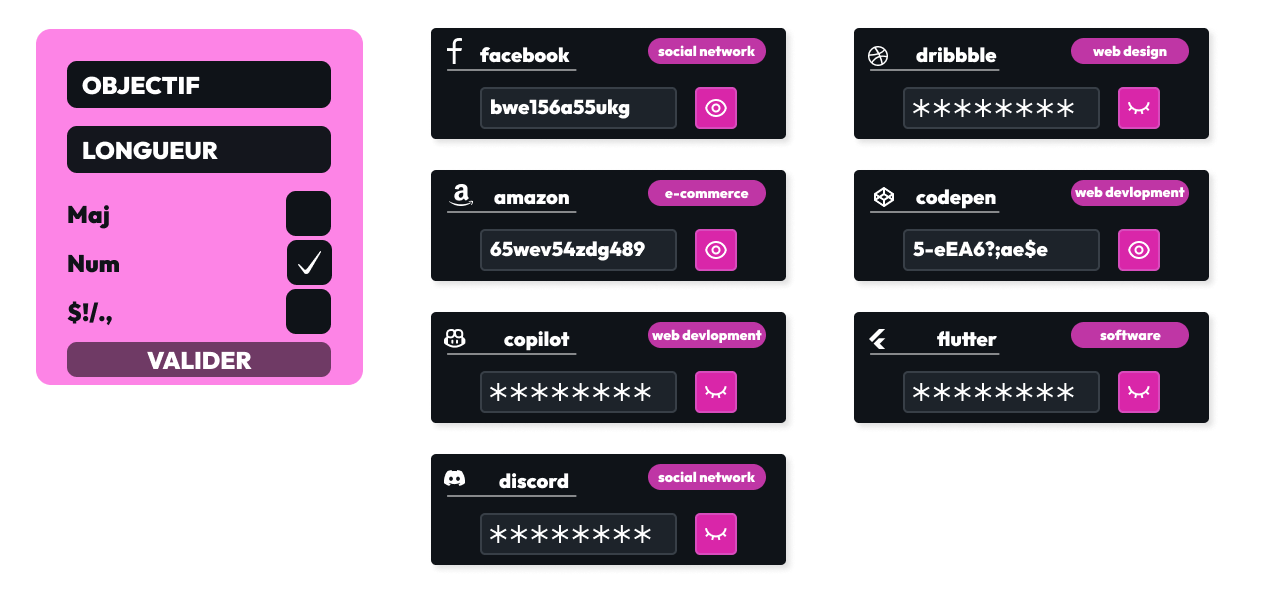 OBJECTIF
LONGUEUR
Maj
Num
$!/.,
VALIDER
facebook
social network
bwe156a55ukg
dribbble
web design
********
amazon
e-commerce
65wev54zdg489
codepen
web devlopment
5-eEA6?;ae$e
copilot
web devlopment
********
flutter
software
********
discord
social network
********